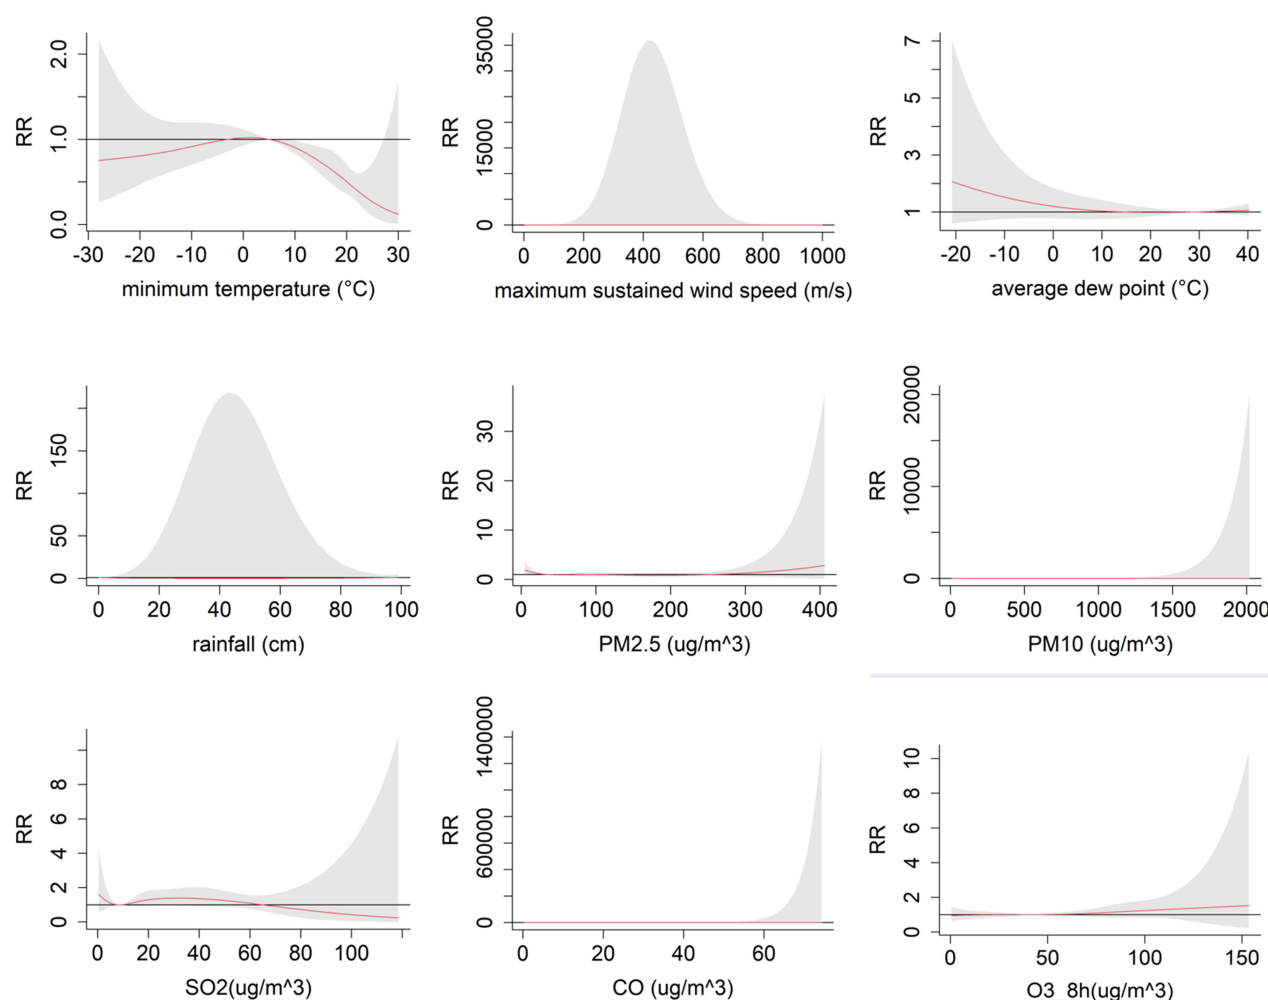 RR
2.0
1.0
0.0
-30 -20 -10 0 10 20 30
minimum temperature (°C)
RR
35000
15000
0
0 200 400 600 800 1000
maximum sustained wind speed (m/s)
RR
7
5
3
1
-20 -10 0 10 20 30 40
average dew point (°C)
RR
150
50
0
0 20 40 60 80 100
rainfall (cm)
RR
30
20
10
0
0 100 200 300 400
PM2.5 (ug/m^3)
RR
20000
10000
0
0 500 1000 1500 2000
PM10 (ug/m^3)
RR
8
6
4
2
0
0 20 40 60 80 100
SO2(ug/m^3)
RR
1400000
600000
0
0 20 40 60
CO (ug/m^3)
RR
10
8
6
4
2
0
0 50 100 150
O3_8h(ug/m^3)